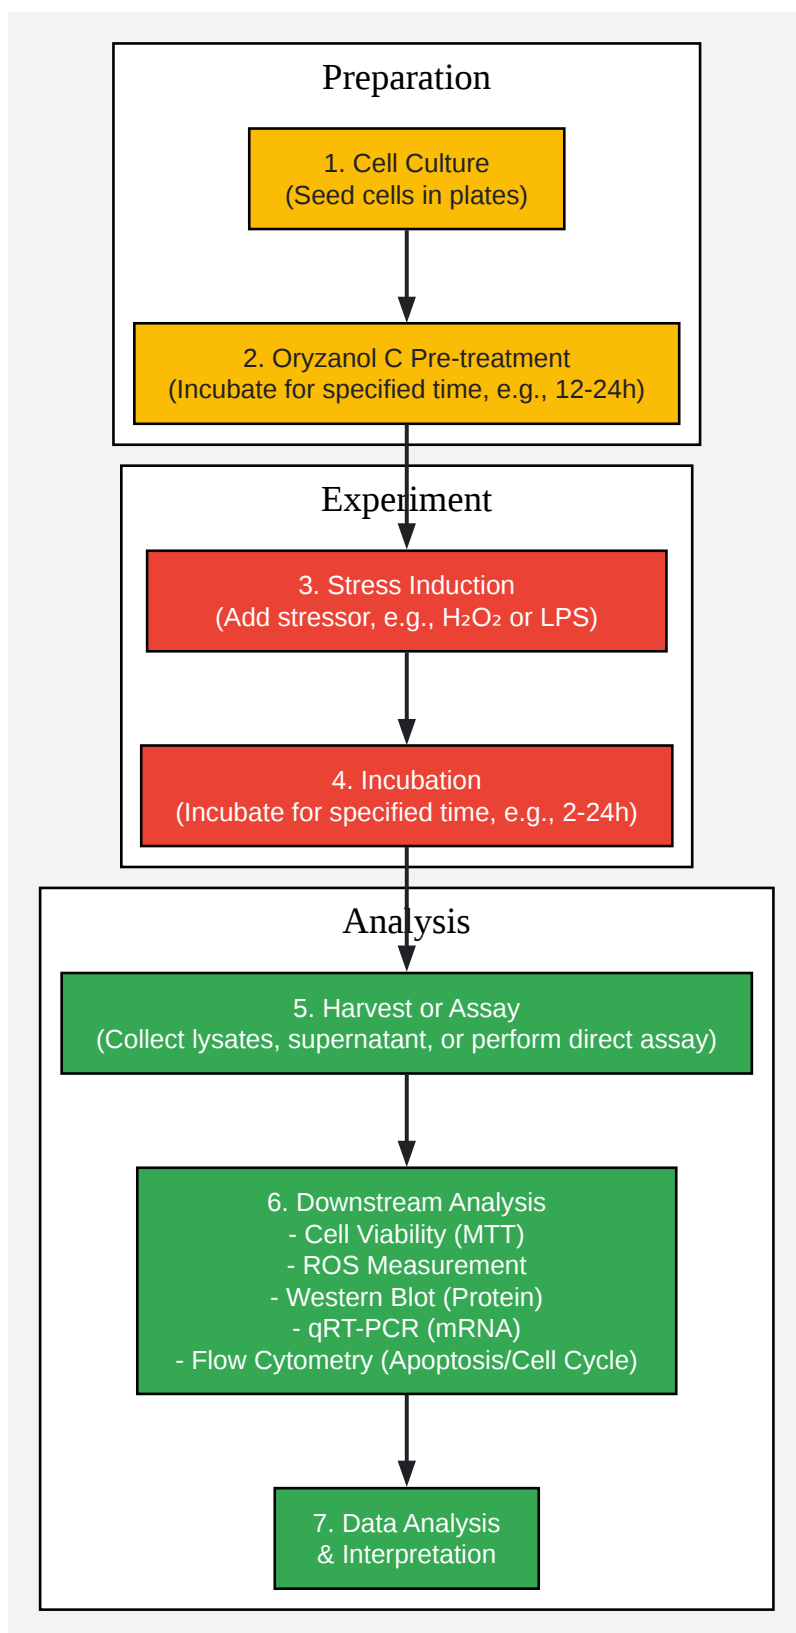 Preparation
1. Cell Culture
(Seed cells in plates)
2. Oryzanol C Pre-treatment
(Incubate for specified time, e.g., 12-24h)
Experiment
3. Stress Induction
(Add stressor, e.g., H₂O₂ or LPS)
4. Incubation
(Incubate for specified time, e.g., 2-24h)
Analysis
5. Harvest or Assay
(Collect lysates, supernatant, or perform direct assay)
6. Downstream Analysis
- Cell Viability (MTT)
- ROS Measurement
- Western Blot (Protein)
- qRT-PCR (mRNA)
- Flow Cytometry (Apoptosis/Cell Cycle)
7. Data Analysis
& Interpretation